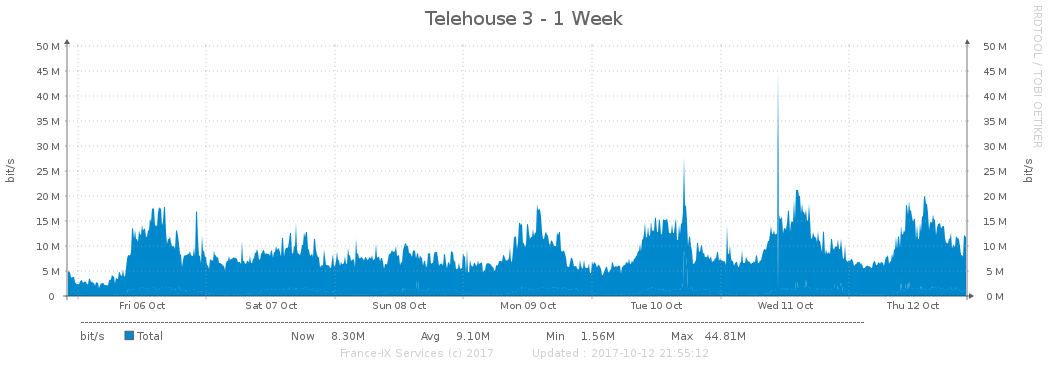 Telehouse 3 - 1 Week
RRDTOOL / TOBI OETIKER
50 M 50 M
45 M 45 M
40 M 40 M
35 M 35 M
30 M 30 M
25 M 25 M
20 M 20 M
15 M 15 M
10 M 10 M
5 M 5 M
0 0 M
bit/s bit/s
Fri 06 Oct Sat 07 Oct Sun 08 Oct Mon 09 Oct Tue 10 Oct Wed 11 Oct Thu 12 Oct
bit/s Total Now 8.30M Avg 9.10M Min 1.56M Max 44.81M
France-IX Services (c) 2017 Updated : 2017-10-12 21:55:12